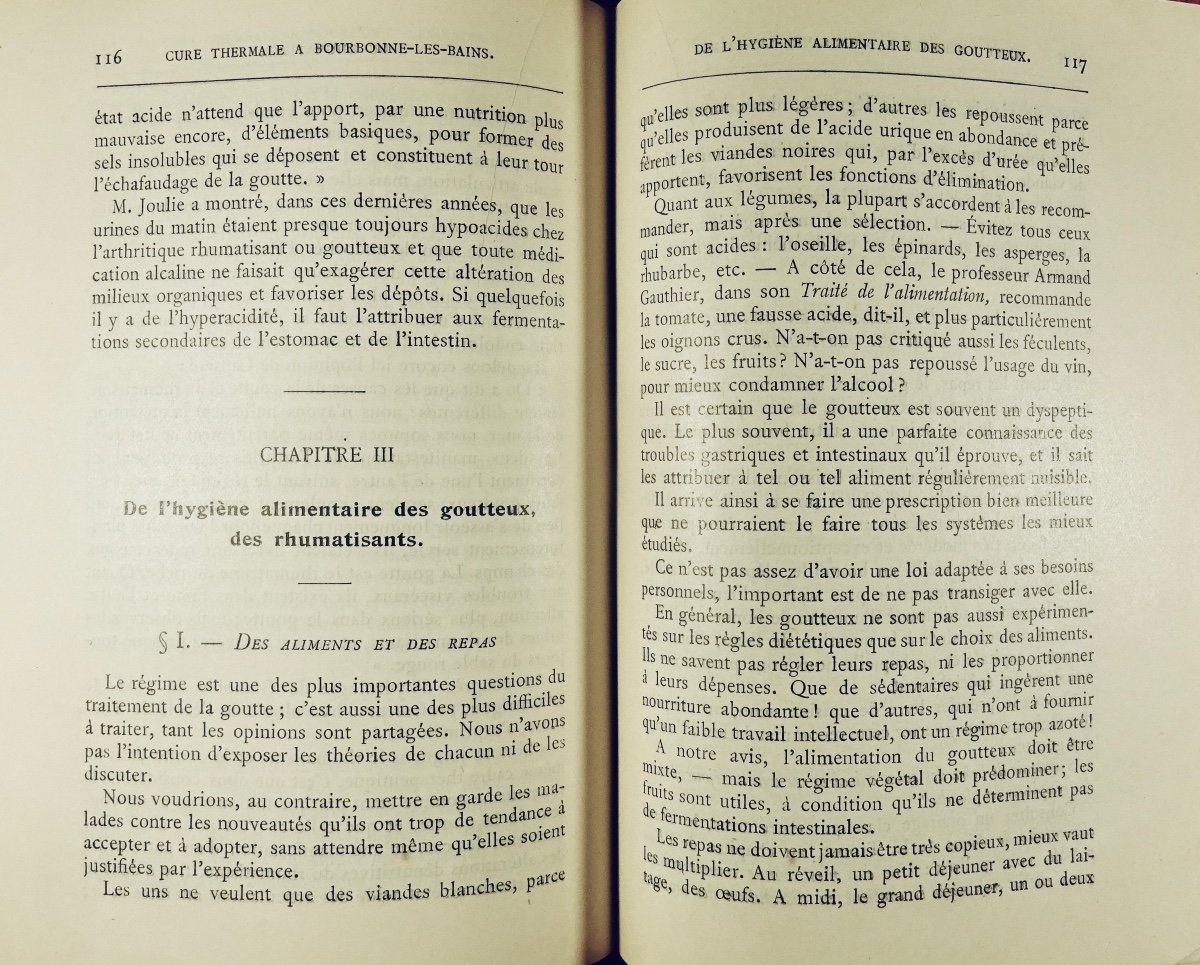 116 CURE THERMALE A BOURBONNE-LES-BAINS.
état acide n'attend que l'apport, par une nutrition plus
mauvaise encore, d'éléments basiques, pour former des
sels insolubles qui se déposent et constituent à leur tour
l'échafaudage de la goutte. »
M. Joulie a montré, dans ces dernières années, que les
urines du matin étaient presque toujours hypoacides chez
l'arthritique rhumatisant ou goutteux et que toute médi-
cation alcaline ne faisait qu'exagérer cette altération des
milieux organiques et favoriser les dépôts. Si quelquefois
il y a de l'hyperacidité, il faut l'attribuer aux fermenta-
tions secondaires de l'estomac et de l'intestin.
CHAPITRE III
De l'hygiène alimentaire des goutteux,
des rhumatisants.
§ I. — DES ALIMENTS ET DES REPAS
Le régime est une des plus importantes questions du
traitement de la goutte ; c'est aussi une des plus difficiles
à traiter, tant les opinions sont partagées. Nous n'avons
pas l'intention d'exposer les théories de chacun ni de les
discuter.
Nous voudrions, au contraire, mettre en garde les ma-
lades contre les nouveautés qu'ils ont trop de tendance à
accepter et à adopter, sans attendre même qu'elles soient
justifiées par l'expérience.
Les uns ne veulent que des viandes blanches, parce
DE L'HYGIÈNE ALIMENTAIRE DES GOUTTEUX. 117
qu'elles sont plus légères ; d'autres les repoussent parce
qu'elles produisent de l'acide urique en abondance et pré-
fèrent les viandes noires qui, par l'excès d'urée qu'elles
apportent, favorisent les fonctions d'élimination.
Quant aux légumes, la plupart s'accordent à les recom-
mander, mais après une sélection. — Évitez tous ceux
qui sont acides : l'oseille, les épinards, les asperges, la
rhubarbe, etc. — A côté de cela, le professeur Armand
Gauthier, dans son Traité de l'alimentation, recommande
la tomate, une fausse acide, dit-il, et plus particulièrement
les oignons crus. N'a-t-on pas critiqué aussi les féculents,
le sucre, les fruits ? N'a-t-on pas repoussé l'usage du vin,
pour mieux condamner l'alcool ?
Il est certain que le goutteux est souvent un dyspepti-
que. Le plus souvent, il a une parfaite connaissance des
troubles gastriques et intestinaux qu'il éprouve, et il sait
les attribuer à tel ou tel aliment régulièrement nuisible.
Il arrive ainsi à se faire une prescription bien meilleure
que ne pourraient le faire tous les systèmes les mieux
étudiés.
Ce n'est pas assez d'avoir une loi adaptée à ses besoins
personnels, l'important est de ne pas transiger avec elle.
En général, les goutteux ne sont pas aussi expérimen-
tés sur les règles diététiques que sur le choix des aliments.
Ils ne savent pas régler leurs repas, ni les proportionner
à leurs dépenses. Que de sédentaires qui ingèrent une
nourriture abondante ! que d'autres, qui n'ont à fournir
qu'un faible travail intellectuel, ont un régime trop azoté !
A notre avis, l'alimentation du goutteux doit être
mixte, — mais le régime végétal doit prédominer ; les
fruits sont utiles, à condition qu'ils ne déterminent pas
de fermentations intestinales.
Les repas ne doivent jamais être très copieux, mieux vaut
les multiplier. Au réveil, un petit déjeuner avec du lai-
tage, des œufs. A midi, le grand déjeuner, un ou deux